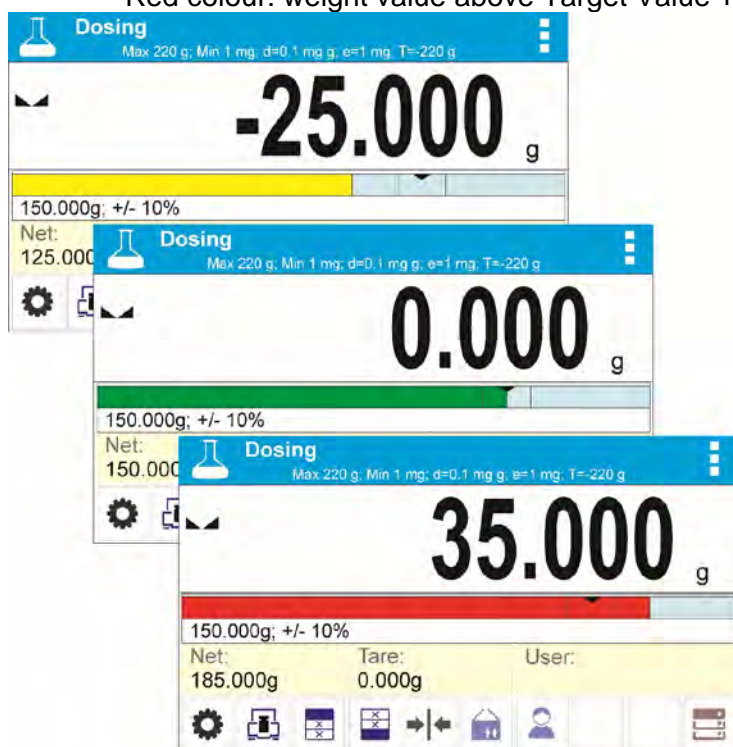 Red colour: weight value above Target Value
Dosing
Max 220 g; Min 1 mg; d=0.1 mg g; e=1 mg; T=-220 g
-25.000 g
150.000g; +/- 10%
Net:
125.000
Dosing
Max 220 g; Min 1 mg; d=0.1 mg g; e=1 mg; T=-220 g
0.000 g
150.000g; +/- 10%
Net:
150.000
Dosing
Max 220 g; Min 1 mg; d=0.1 mg g; e=1 mg; T=-220 g
35.000 g
150.000g; +/- 10%
Net: Tare: User:
185.000g 0.000g